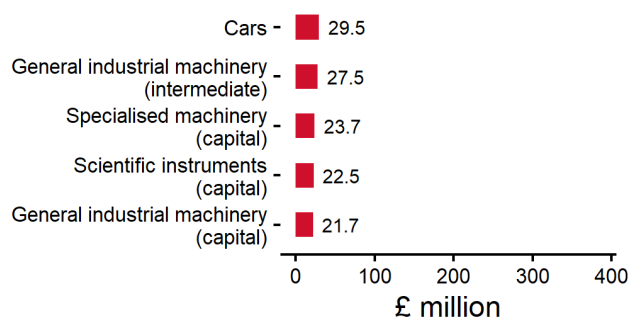 Cars 29.5
General industrial machinery
(intermediate) 27.5
Specialised machinery
(capital) 23.7
Scientific instruments
(capital) 22.5
General industrial machinery
(capital) 21.7
0 100 200 300 400
£ million